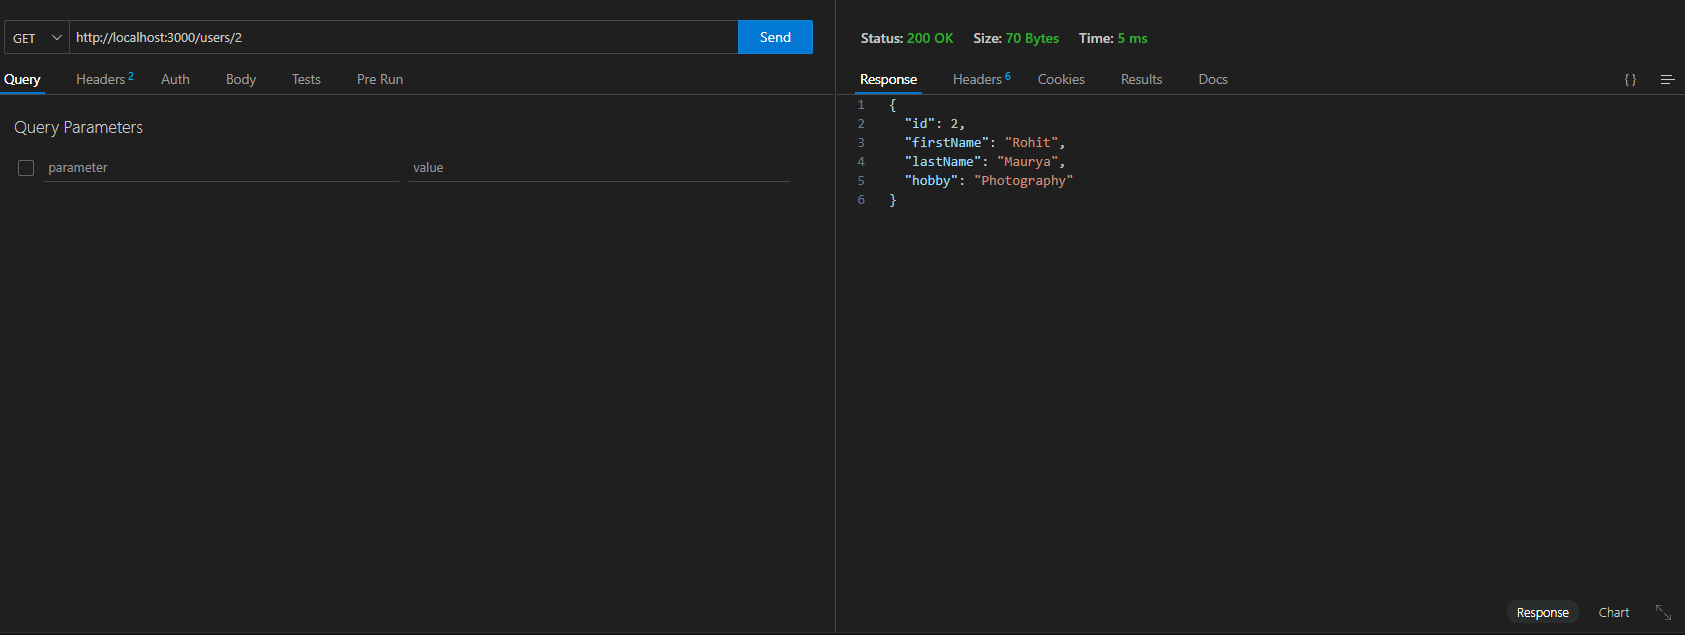 GET http://localhost:3000/users/2 Send
Query Headers 2 Auth Body Tests Pre Run
Query Parameters
parameter value
Status: 200 OK Size: 70 Bytes Time: 5 ms
Response Headers 6 Cookies Results Docs { }
1 {
2 "id": 2,
3 "firstName": "Rohit",
4 "lastName": "Maurya",
5 "hobby": "Photography"
6 }
Response Chart